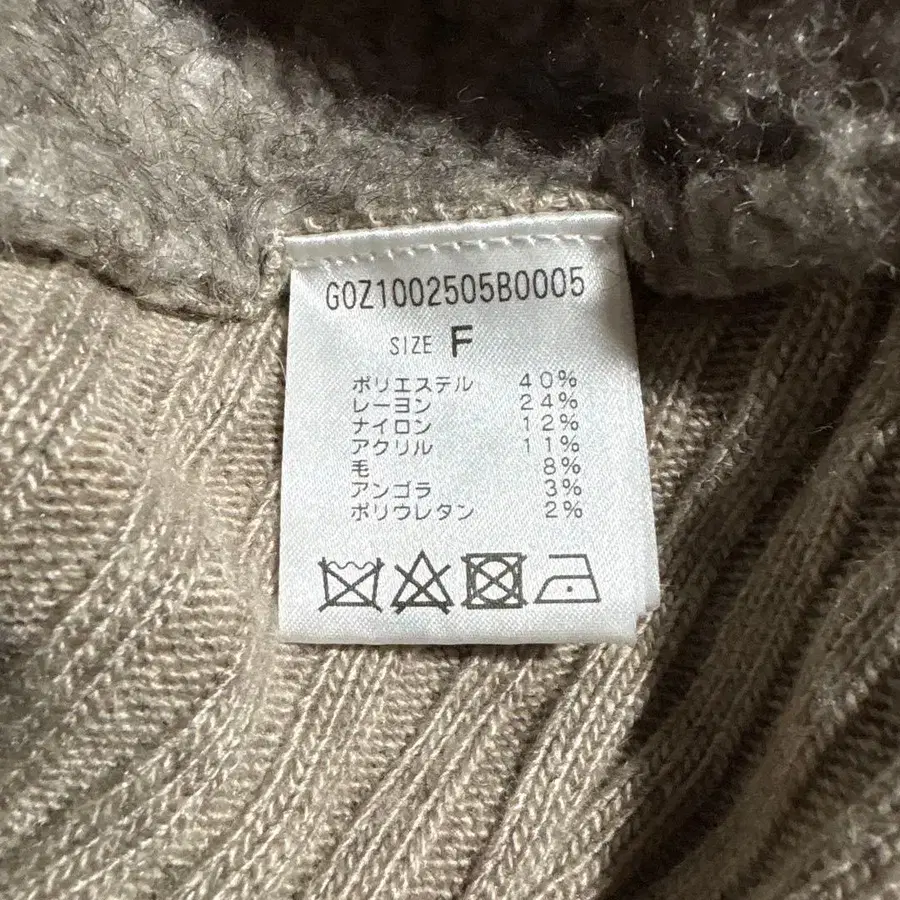 G0Z1002505B0005
SIZE F
ポリエステル 40%
レーヨン 24%
ナイロン 12%
アクリル 11%
毛 8%
アンゴラ 3%
ポリウレタン 2%